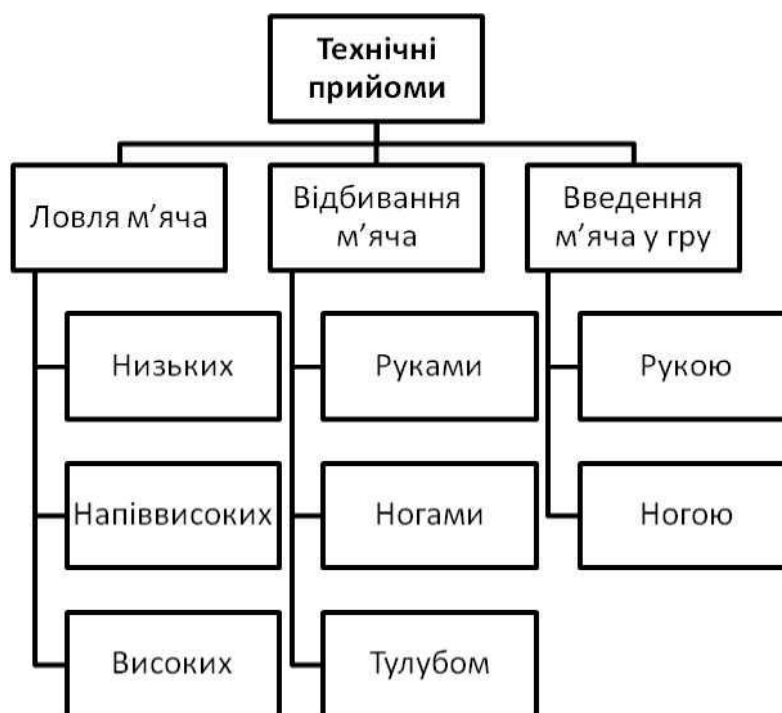 Технічні
прийоми
Ловля м’яча
Відбивання
м’яча
Введення
м’яча у гру
Низьких
Руками
Рукою
Напіввисоких
Ногами
Ногою
Високих
Тулубом